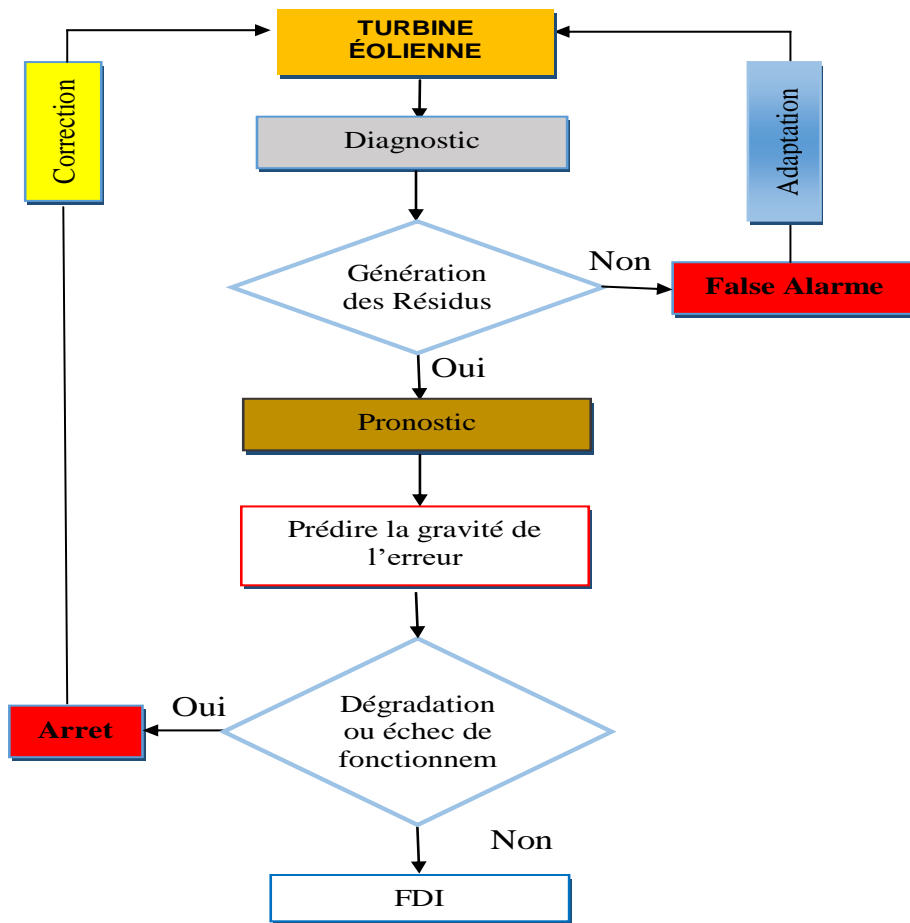 TURBINE
ÉOLIENNE
Correction
Adaptation
Diagnostic
Génération
des Résidus
Non
False Alarme
Oui
Pronostic
Prédire la gravité de
l'erreur
Dégradation
ou échec de
fonctionnem
Oui
Arret
Non
FDI